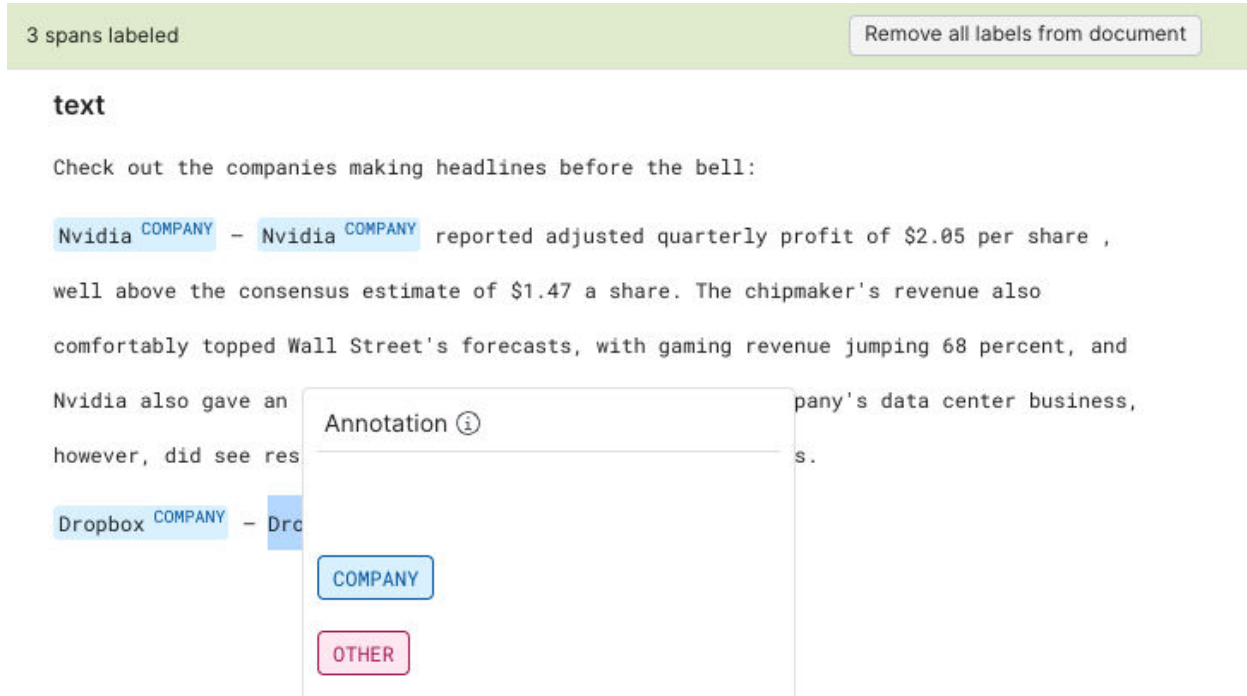 3 spans labeled
Remove all labels from document
text
Check out the companies making headlines before the bell:
Nvidia COMPANY – Nvidia COMPANY reported adjusted quarterly profit of $2.05 per share ,
well above the consensus estimate of $1.47 a share. The chipmaker's revenue also
comfortably topped Wall Street's forecasts, with gaming revenue jumping 68 percent, and
Nvidia also gave an pany's data center business,
however, did see res s.
Dropbox COMPANY – Dro
Annotation
COMPANY
OTHER